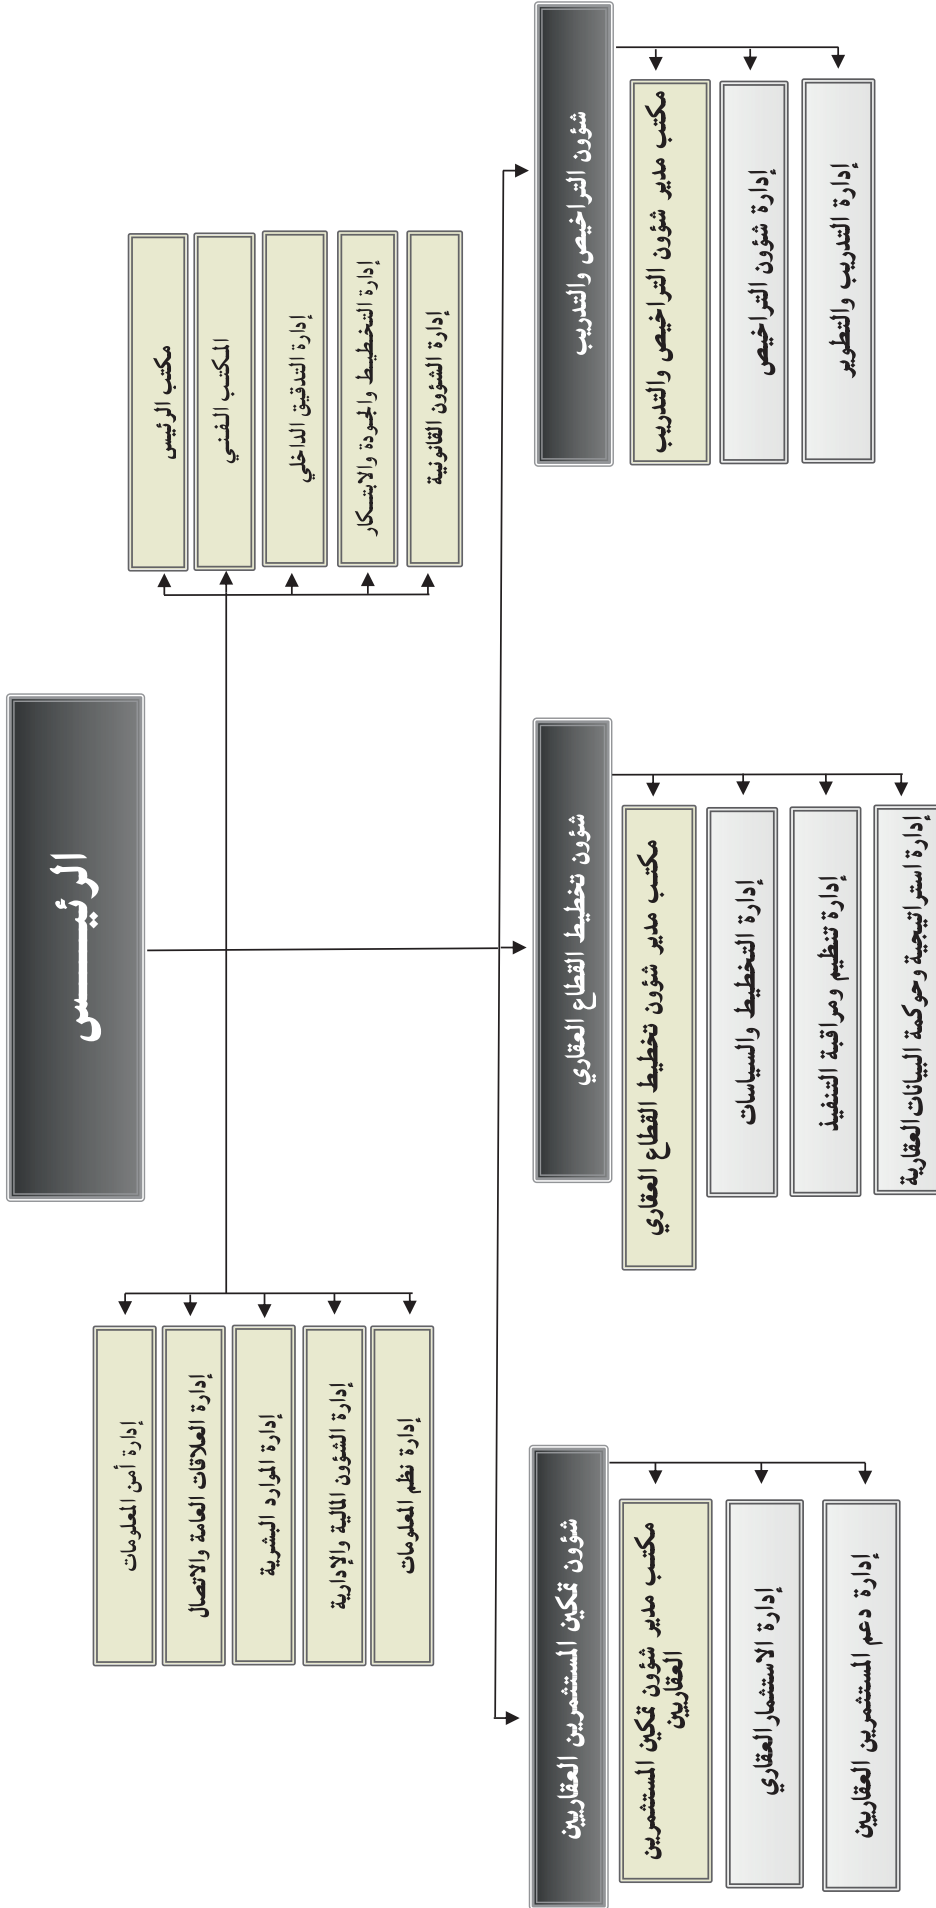 الرئيـــــــس
مكتب الرئيس
المكتب الفني
إدارة التدقيق الداخلي
إدارة التخطيط والجودة والابتكار
إدارة الشؤون القانونية
إدارة أمن المعلومات
إدارة العلاقات العامة والاتصال
إدارة الموارد البشرية
إدارة الشؤون المالية والإدارية
إدارة نظم المعلومات
شؤون التراخيص والتدريب
مكتب مدير شؤون التراخيص والتدريب
إدارة شؤون التراخيص
إدارة التدريب والتطوير
شؤون تخطيط القطاع العقاري
مكتب مدير شؤون تخطيط القطاع العقاري
إدارة التخطيط والسياسات
إدارة تنظيم ومراقبة التنفيذ
إدارة استراتيجية وحوكمة البيانات العقارية
شؤون تمكين المستثمرين العقاريين
مكتب مدير شؤون تمكين المستثمرين
العقاريين
إدارة الاستثمار العقاري
إدارة دعم المستثمرين العقاريين